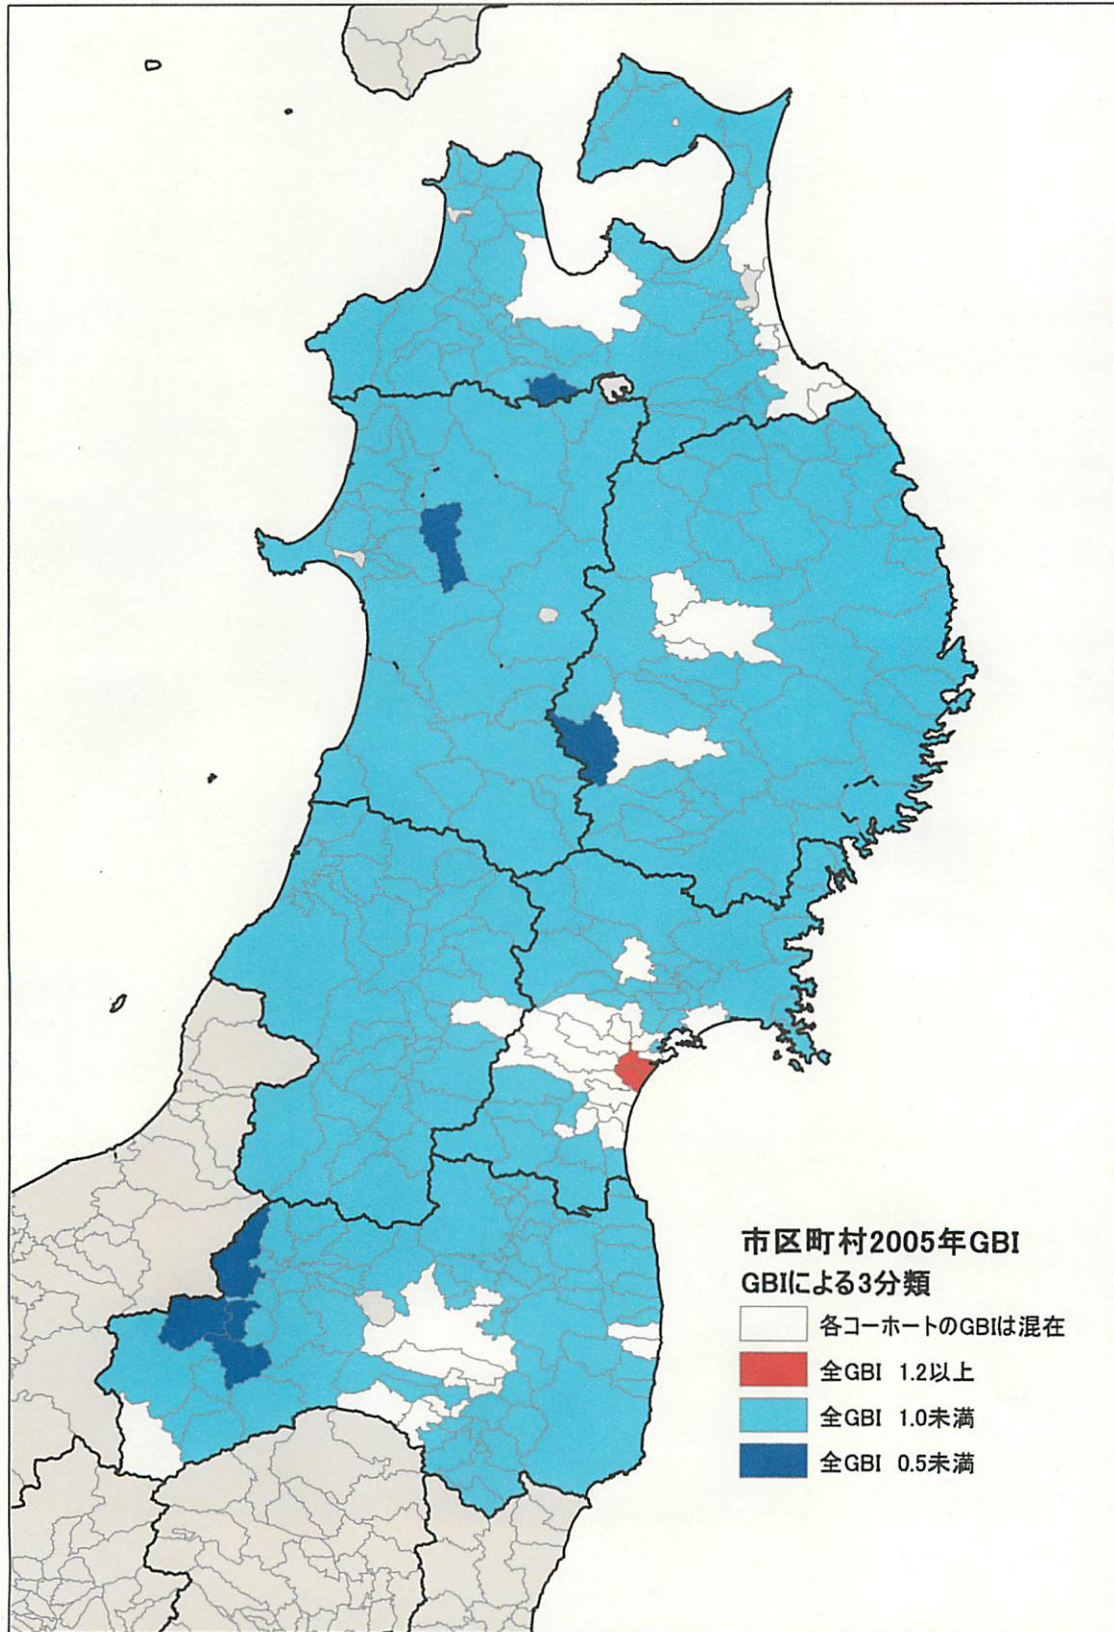 市区町村2005年GBI
GBIによる3分類
各コーホートのGBIは混在
全GBI 1.2以上
全GBI 1.0未満
全GBI 0.5未満